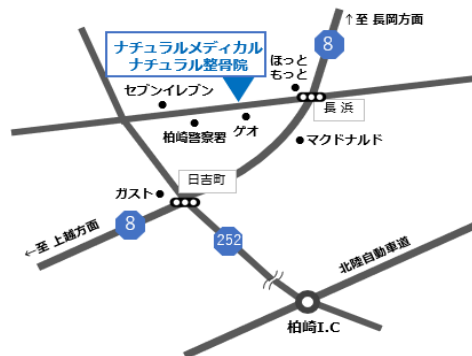 ↑至 長岡方面
8
ナチュラルメディカル
ナチュラル整骨院
ほっと
もっと
セブンイレブン
長 浜
柏崎警察署
ゲオ
マクドナルド
日吉町
ガスト
8
←至 上越方面
252
北陸自動車道
柏崎I.C